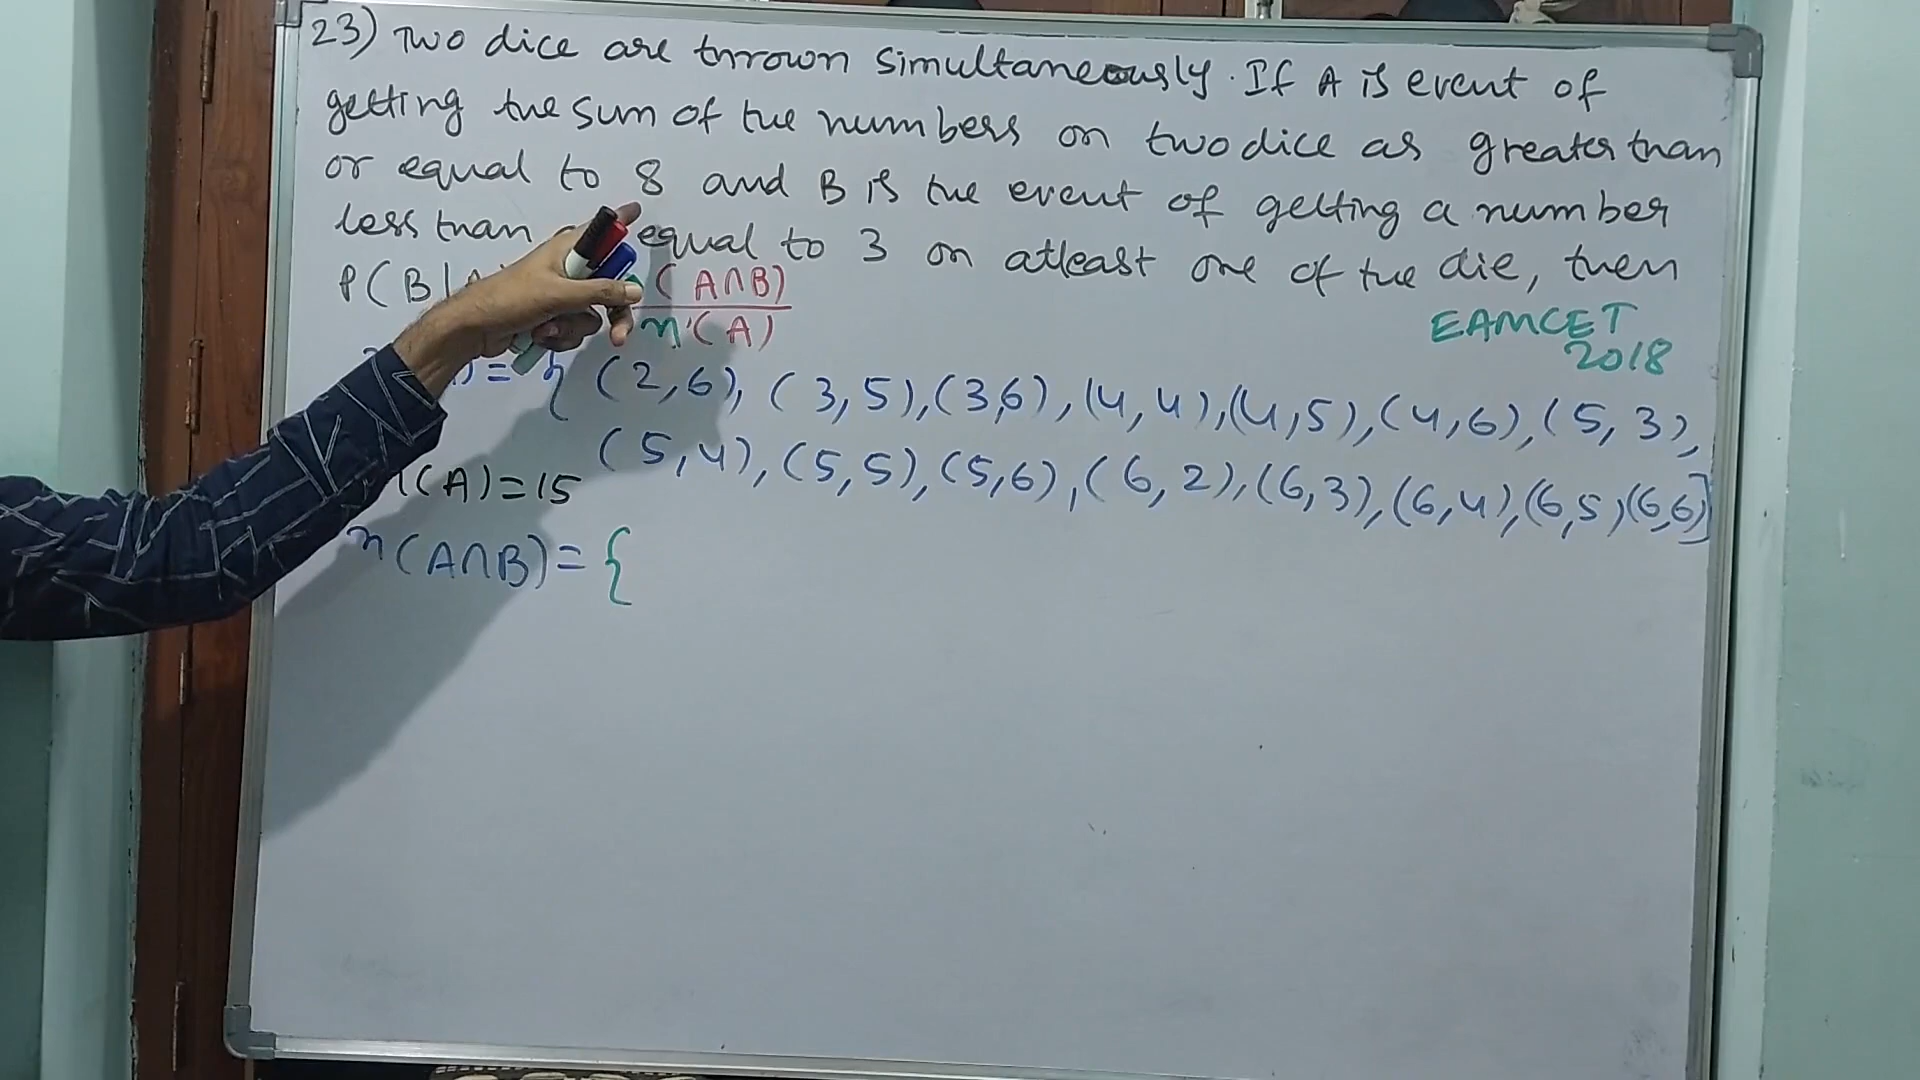 23) Two dice are thrown simultaneously. If A is event of
getting the sum of the numbers on two dice as greater than
or equal to 8 and B is the event of getting a number
less than equal to 3 on atleast one of the die, then
P(B|A) (A∩B)
n(A)
EAMCET
2018
= { (2,6), (3,5), (3,6), (4,4), (4,5), (4,6), (5,3),
(5,4), (5,5), (5,6), (6,2), (6,3), (6,4), (6,5) (6,6)]
n(A) = 15
n(A∩B) = {